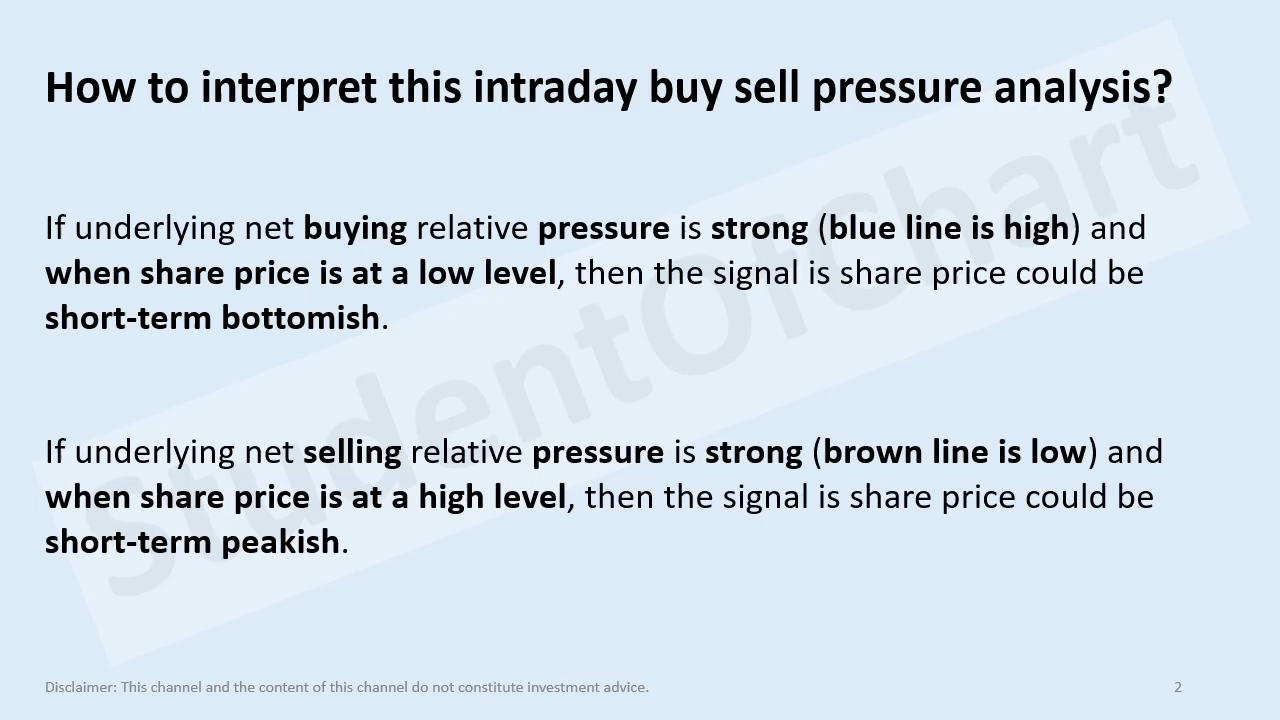 How to interpret this intraday buy sell pressure analysis?
If underlying net buying relative pressure is strong (blue line is high) and
when share price is at a low level, then the signal is share price could be
short-term bottomish.
If underlying net selling relative pressure is strong (brown line is low) and
when share price is at a high level, then the signal is share price could be
short-term peakish.
StudentOfChart
Disclaimer: This channel and the content of this channel do not constitute investment advice.
2